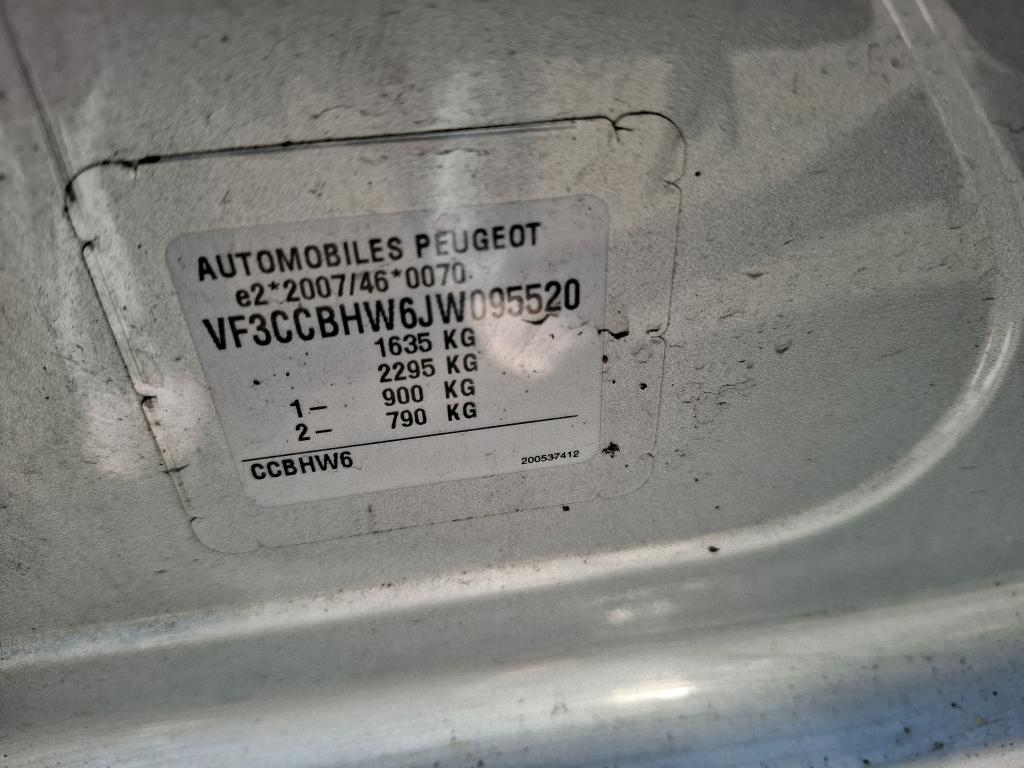 AUTOMOBILES PEUGEOT
e2*2007/46*0070
VF3CCBHW6JW095520
1635 KG
2295 KG
1– 900 KG
2– 790 KG
CCBHW6 200537412